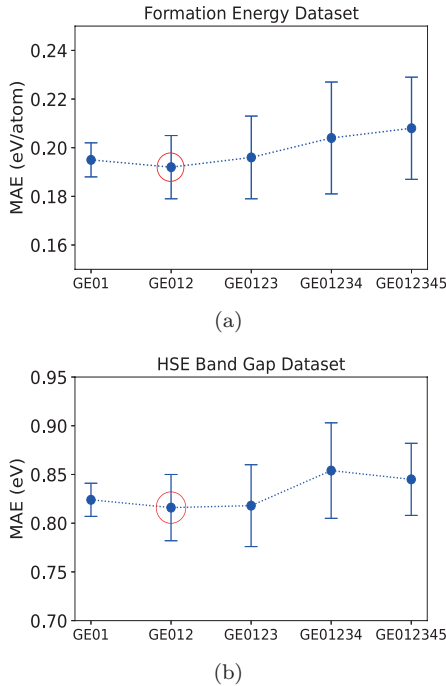 Formation Energy Dataset
0.24
0.22
0.20
0.18
0.16
MAE (eV/atom)
GE01 GE012 GE0123 GE01234 GE012345
(a)
HSE Band Gap Dataset
0.95
0.90
0.85
0.80
0.75
0.70
MAE (eV)
GE01 GE012 GE0123 GE01234 GE012345
(b)